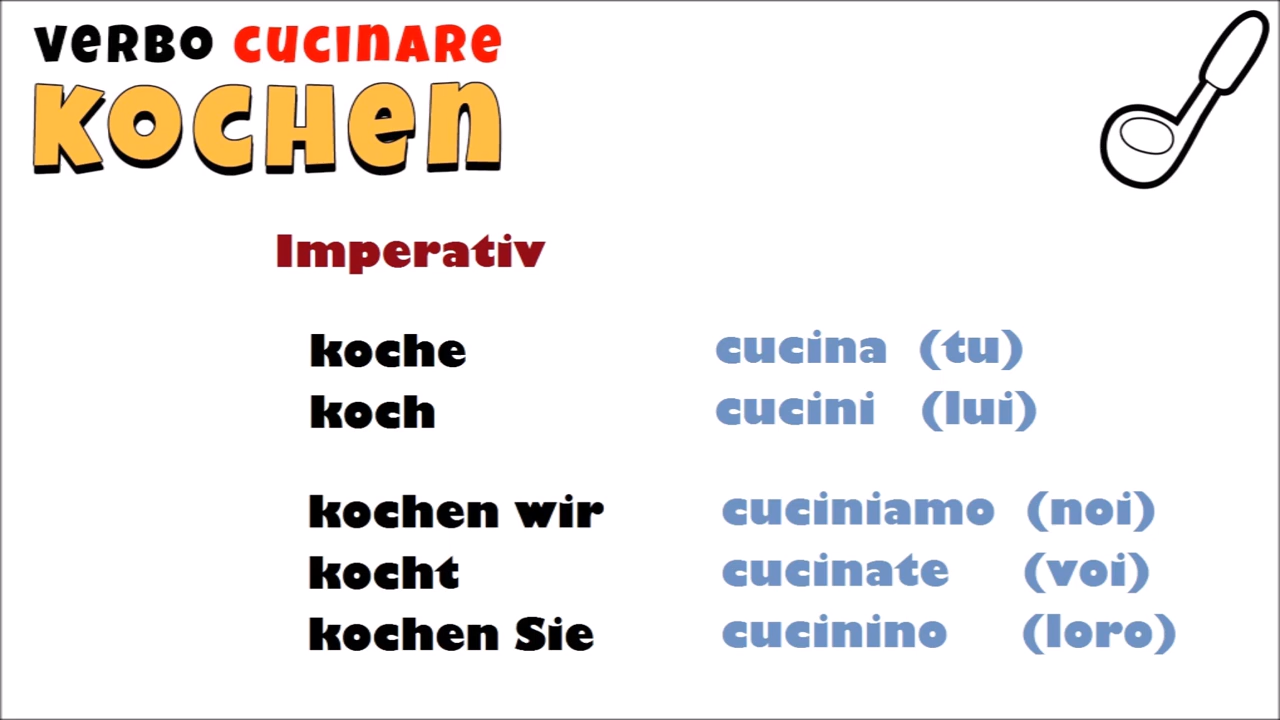 VERBO CUCINARE
KOCHEN
Imperativ
koche cucina (tu)
koch cucini (lui)
kochen wir cuciniamo (noi)
kocht cucinate (voi)
kochen Sie cucinino (loro)